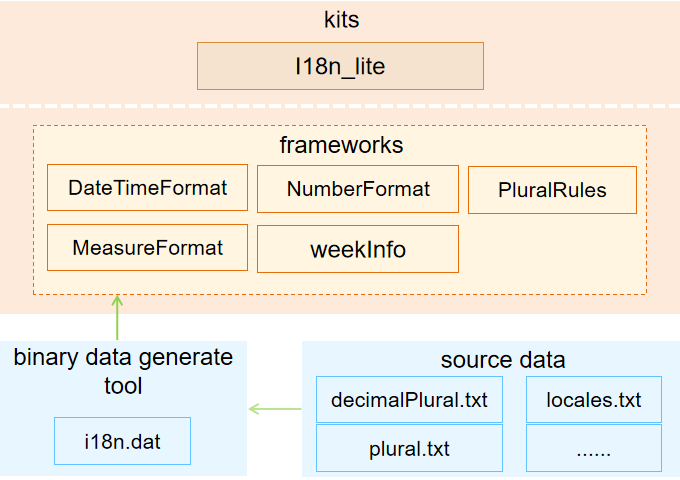 kits
I18n_lite
frameworks
DateTimeFormat
NumberFormat
PluralRules
MeasureFormat
weekInfo
binary data generate
tool
i18n.dat
source data
decimalPlural.txt
locales.txt
plural.txt
......